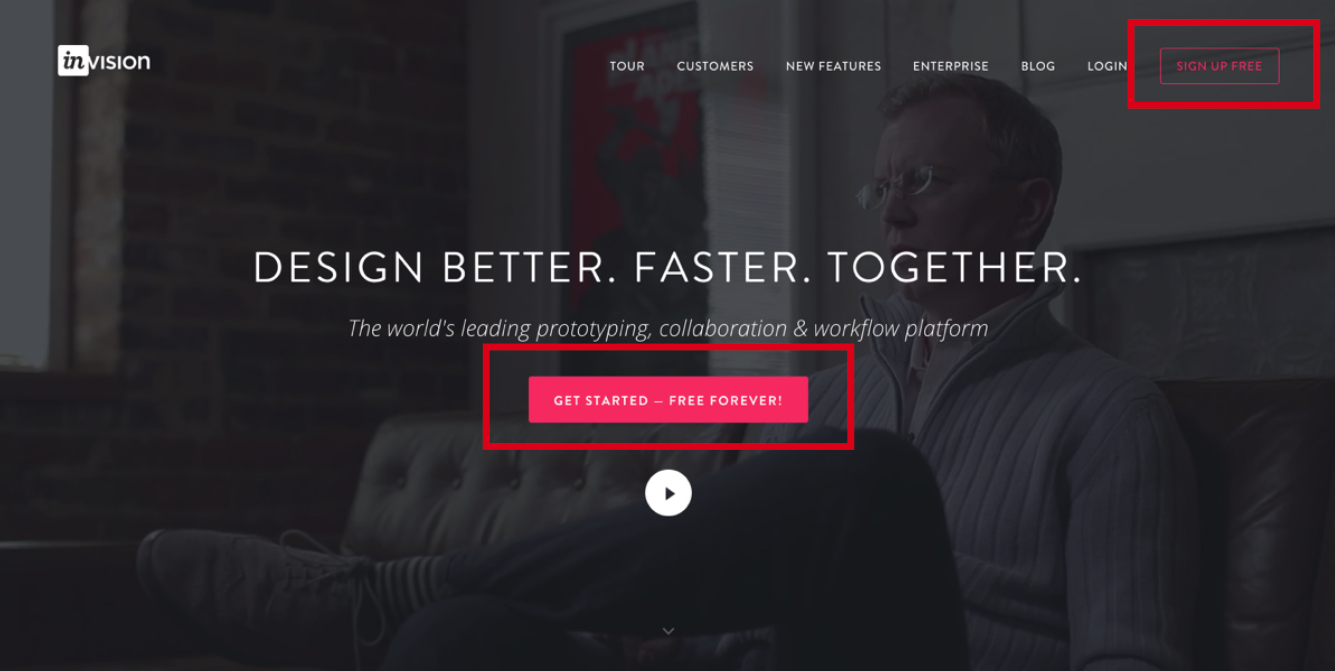 invision
TOUR CUSTOMERS NEW FEATURES ENTERPRISE BLOG LOGIN SIGN UP FREE
DESIGN BETTER. FASTER. TOGETHER.
The world's leading prototyping, collaboration & workflow platform
GET STARTED — FREE FOREVER!